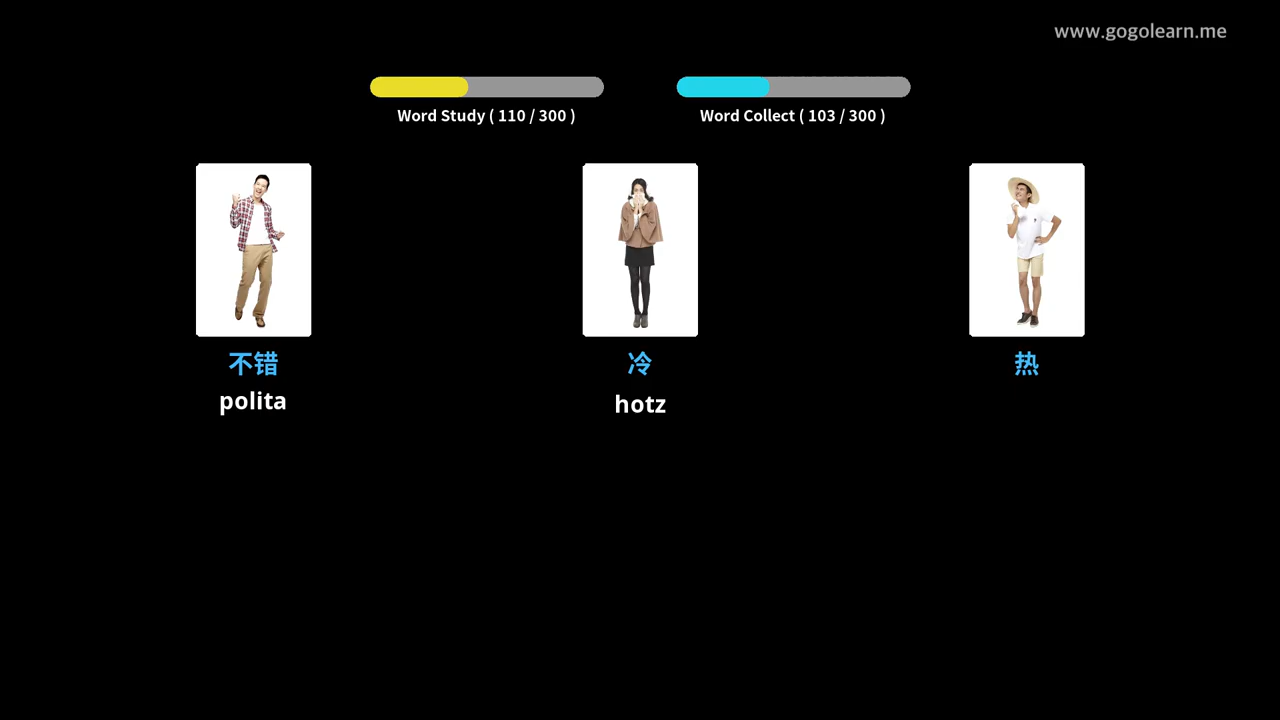 www.gogolearn.me
Word Study ( 110 / 300 )
Word Collect ( 103 / 300 )
不错
冷
热
polita
hotz